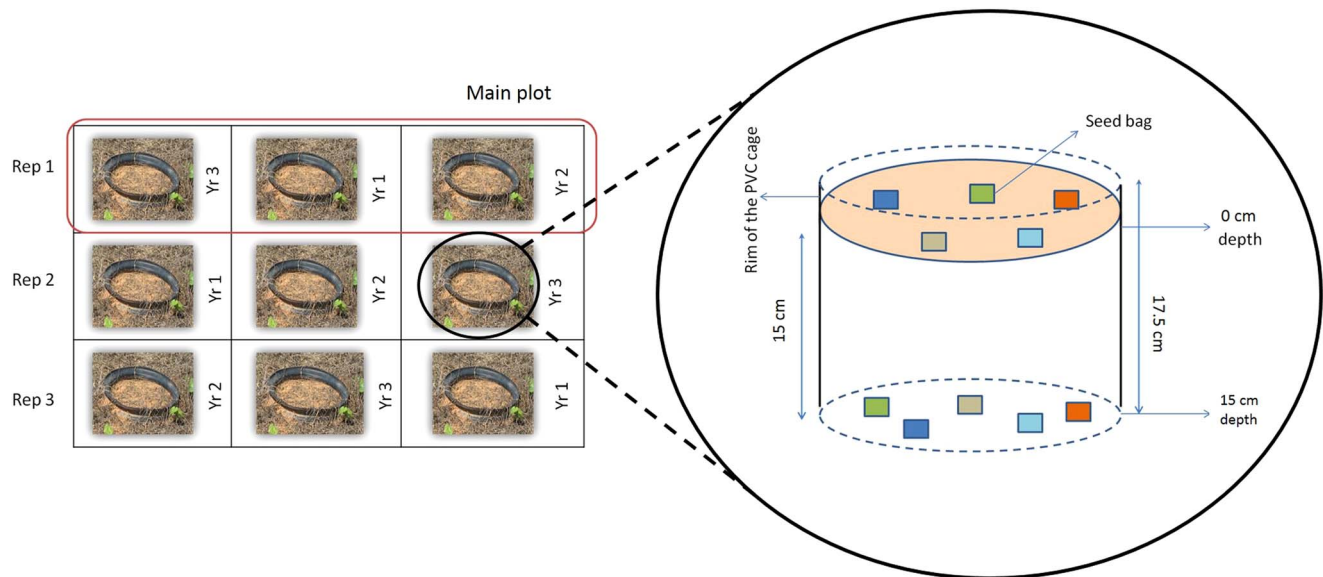 Main plot
Rep 1
Yr 3
Yr 1
Yr 2
Rep 2
Yr 1
Yr 2
Yr 3
Rep 3
Yr 2
Yr 3
Yr 1
Seed bag
Rim of the PVC cage
0 cm
depth
15 cm
17.5 cm
15 cm
depth